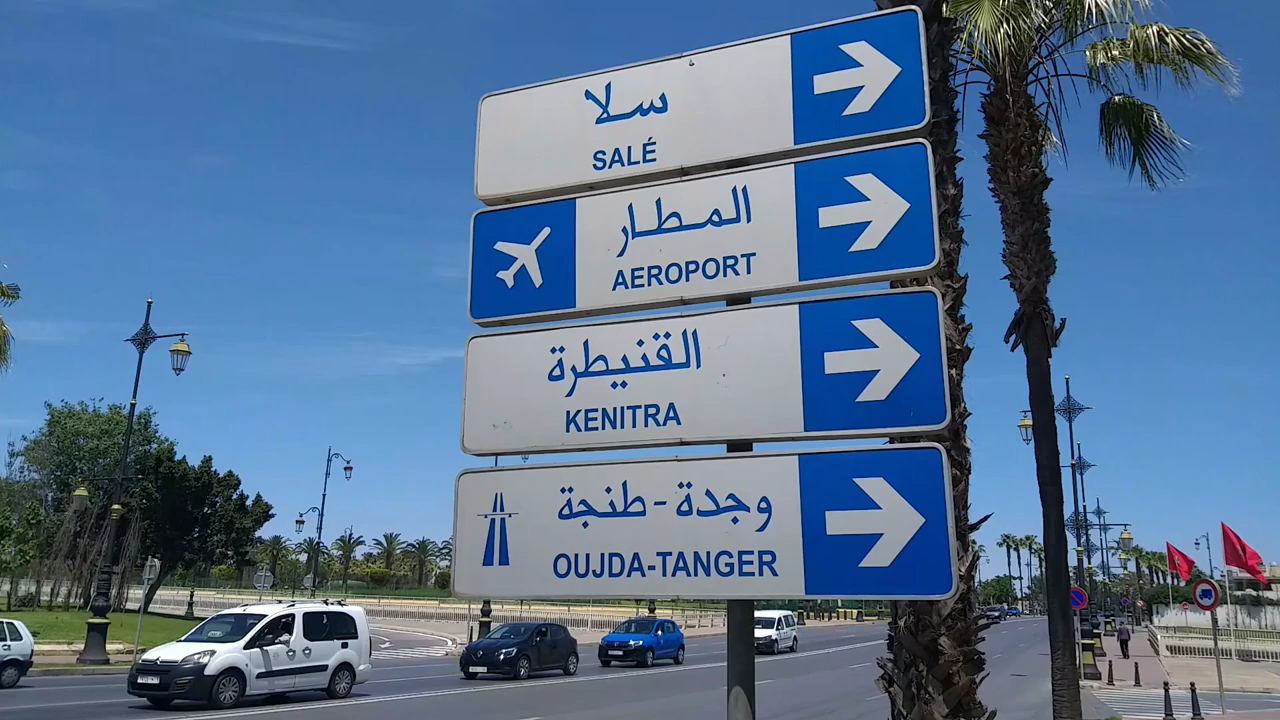 سلا
SALÉ
المطار
AEROPORT
القنيطرة
KENITRA
وجدة - طنجة
OUJDA-TANGER